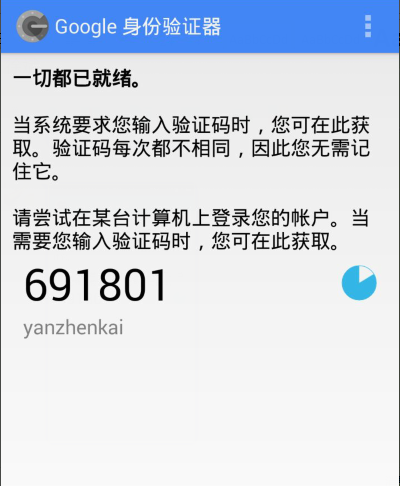 Google 身份验证器
一切都已就绪。
当系统要求您输入验证码时，您可在此获
取。验证码每次都不相同，因此您无需记
住它。
请尝试在某台计算机上登录您的帐户。当
需要您输入验证码时，您可在此获取。
691801
yanzhenkai